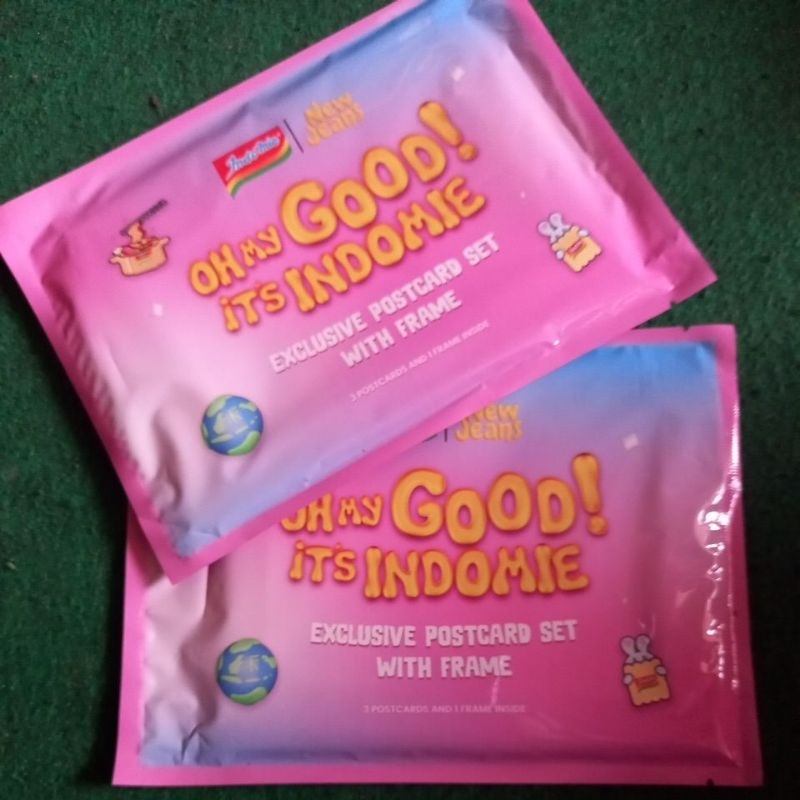 Indomie
New
Jeans
OH MY GOOD!
iT'S INDOMIE
EXCLUSIVE POSTCARD SET
WITH FRAME
3 POSTCARDS AND 1 FRAME INSIDE
New
Jeans
OH MY GOOD!
iT'S INDOMIE
EXCLUSIVE POSTCARD SET
WITH FRAME
3 POSTCARDS AND 1 FRAME INSIDE